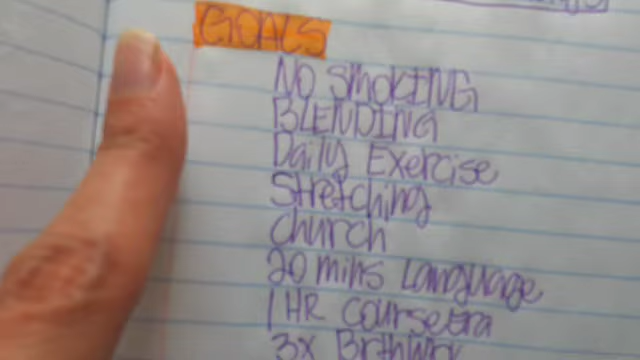 GOALS
NO SMOKING
BLENDING
Daily Exercise
Stretching
Church
20 mins Language
1 HR Coursera
3x